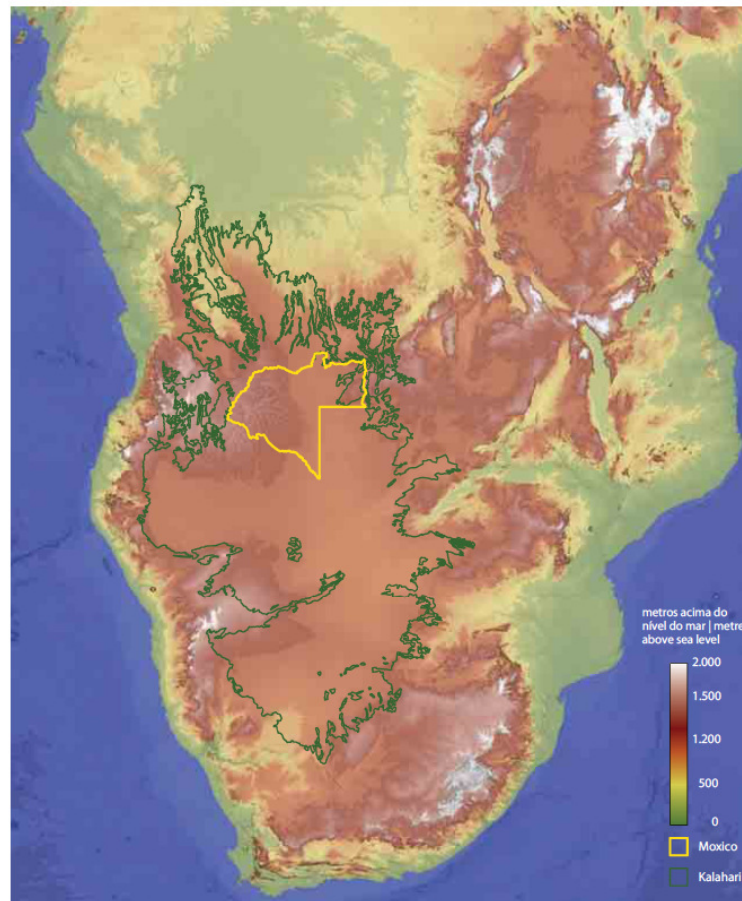 metros acima do
nível do mar | metre
above sea level
2.000
1.500
1.200
500
0
Moxico
Kalahari